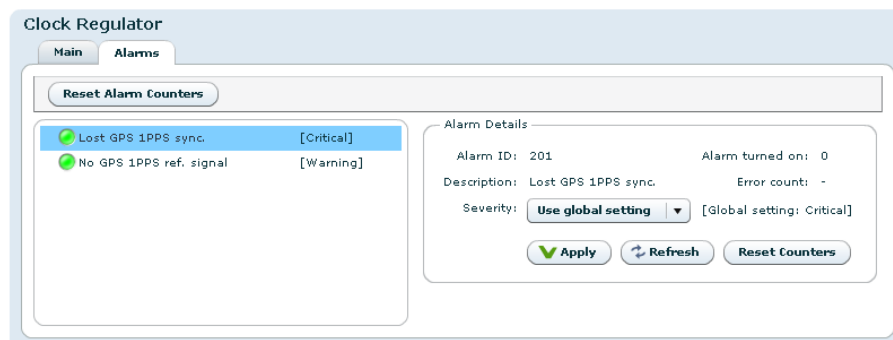 Clock Regulator
Main Alarms
Reset Alarm Counters
Lost GPS 1PPS sync. [Critical]
No GPS 1PPS ref. signal [Warning]
Alarm Details
Alarm ID: 201 Alarm turned on: 0
Description: Lost GPS 1PPS sync. Error count: -
Severity: Use global setting [Global setting: Critical]
Apply Refresh Reset Counters